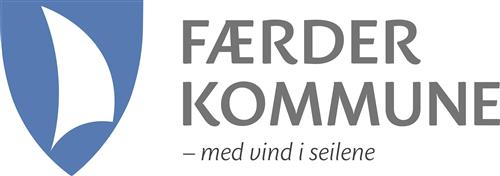 FÆRDER
KOMMUNE
– med vind i seilene